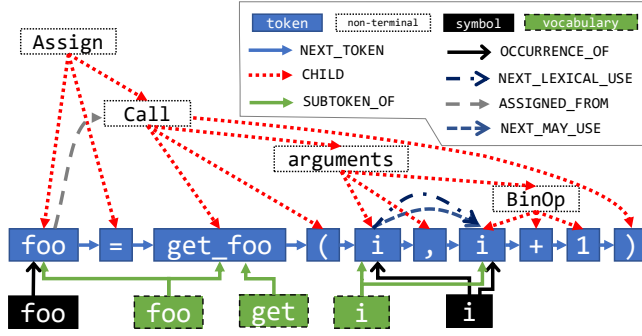 token non-terminal symbol vocabulary
NEXT_TOKEN OCCURRENCE_OF
CHILD NEXT_LEXICAL_USE
SUBTOKEN_OF ASSIGNED_FROM
NEXT_MAY_USE
Assign
Call
arguments
BinOp
foo = get_foo ( i , i + 1 )
foo foo get i i